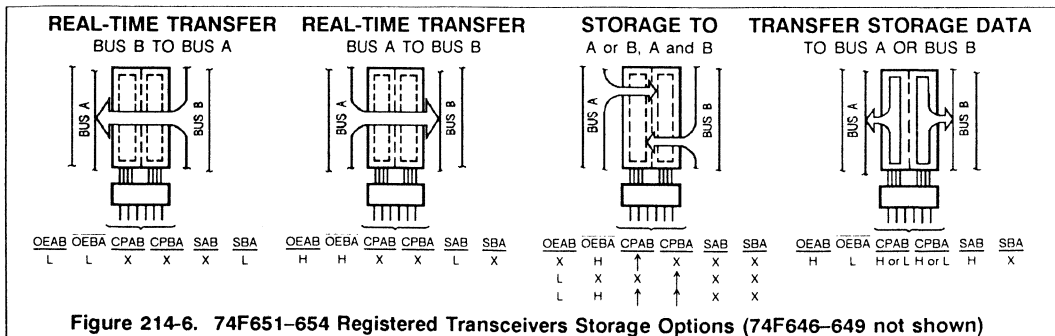 REAL-TIME TRANSFER
BUS B TO BUS A
BUS A
BUS B
OEAB OEBA CPAB CPBA SAB SBA
L L X X X L
REAL-TIME TRANSFER
BUS A TO BUS B
BUS A
BUS B
OEAB OEBA CPAB CPBA SAB SBA
H H X X L X
STORAGE TO
A or B, A and B
BUS A
BUS B
OEAB OEBA CPAB CPBA SAB SBA
X H ↑ X X X
L X X ↑ X X
L H ↑ ↑ X X
TRANSFER STORAGE DATA
TO BUS A OR BUS B
BUS A
BUS B
OEAB OEBA CPAB CPBA SAB SBA
H L H or L H or L H X
Figure 214-6. 74F651–654 Registered Transceivers Storage Options (74F646–649 not shown)